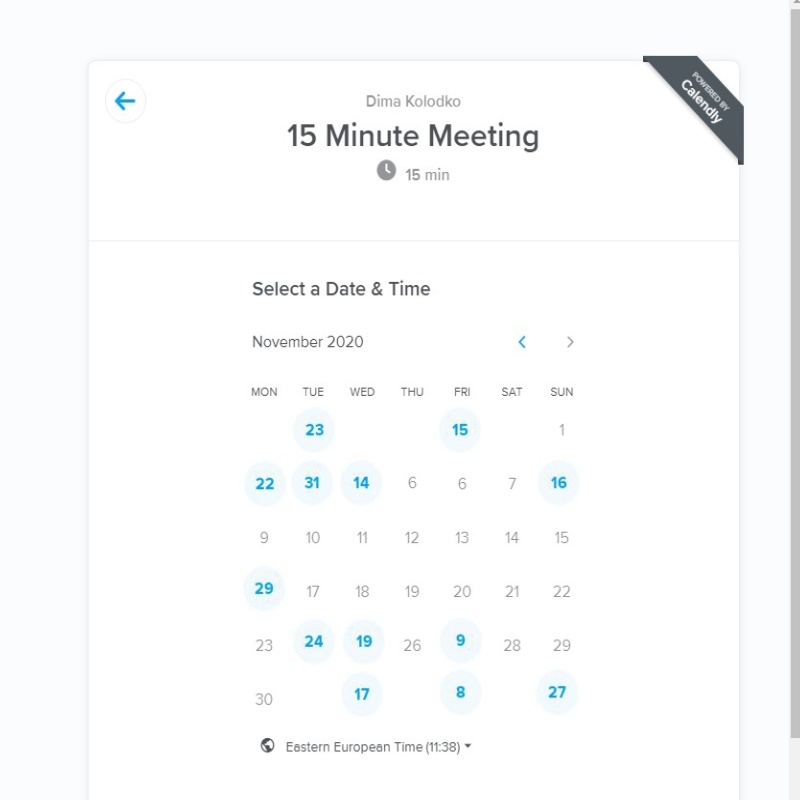 Dima Kolodko
POWERED BY
Calendly
15 Minute Meeting
15 min
Select a Date & Time
November 2020
MON TUE WED THU FRI SAT SUN
23 15 1
22 31 14 6 6 7 16
9 10 11 12 13 14 15
29 17 18 19 20 21 22
23 24 19 26 9 28 29
30 17 8 27
Eastern European Time (11:38)